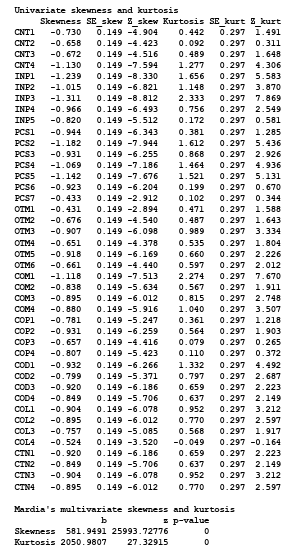 Univariate skewness and kurtosis
Skewness SE_skew Z_skew Kurtosis SE_kurt Z_kurt
CNT1 -0.730 0.149 -4.904 0.442 0.297 1.491
CNT2 -0.658 0.149 -4.423 0.092 0.297 0.311
CNT3 -0.672 0.149 -4.516 0.489 0.297 1.648
CNT4 -1.130 0.149 -7.594 1.277 0.297 4.306
INP1 -1.239 0.149 -8.330 1.656 0.297 5.583
INP2 -1.015 0.149 -6.821 1.148 0.297 3.870
INP3 -1.311 0.149 -8.812 2.333 0.297 7.869
INP4 -0.966 0.149 -6.493 0.756 0.297 2.549
INP5 -0.820 0.149 -5.512 0.172 0.297 0.581
PCS1 -0.944 0.149 -6.343 0.381 0.297 1.285
PCS2 -1.182 0.149 -7.944 1.612 0.297 5.436
PCS3 -0.931 0.149 -6.255 0.868 0.297 2.926
PCS4 -1.069 0.149 -7.186 1.464 0.297 4.936
PCS5 -1.142 0.149 -7.676 1.521 0.297 5.131
PCS6 -0.923 0.149 -6.204 0.199 0.297 0.670
PCS7 -0.433 0.149 -2.912 0.102 0.297 0.344
OTM1 -0.431 0.149 -2.894 0.471 0.297 1.588
OTM2 -0.676 0.149 -4.540 0.487 0.297 1.643
OTM3 -0.907 0.149 -6.098 0.989 0.297 3.334
OTM4 -0.651 0.149 -4.378 0.535 0.297 1.804
OTM5 -0.918 0.149 -6.169 0.660 0.297 2.226
OTM6 -0.661 0.149 -4.440 0.597 0.297 2.012
COM1 -1.118 0.149 -7.513 2.274 0.297 7.670
COM2 -0.838 0.149 -5.634 0.567 0.297 1.911
COM3 -0.895 0.149 -6.012 0.815 0.297 2.748
COM4 -0.880 0.149 -5.916 1.040 0.297 3.507
COP1 -0.781 0.149 -5.247 0.361 0.297 1.218
COP2 -0.931 0.149 -6.259 0.564 0.297 1.903
COP3 -0.657 0.149 -4.416 0.079 0.297 0.265
COP4 -0.807 0.149 -5.423 0.110 0.297 0.372
COD1 -0.932 0.149 -6.266 1.332 0.297 4.492
COD2 -0.799 0.149 -5.371 0.797 0.297 2.687
COD3 -0.920 0.149 -6.186 0.659 0.297 2.223
COD4 -0.849 0.149 -5.706 0.637 0.297 2.149
COL1 -0.904 0.149 -6.078 0.952 0.297 3.212
COL2 -0.895 0.149 -6.012 0.770 0.297 2.597
COL3 -0.757 0.149 -5.085 0.568 0.297 1.917
COL4 -0.524 0.149 -3.520 -0.049 0.297 -0.164
CTN1 -0.920 0.149 -6.186 0.659 0.297 2.223
CTN2 -0.849 0.149 -5.706 0.637 0.297 2.149
CTN3 -0.904 0.149 -6.078 0.952 0.297 3.212
CTN4 -0.895 0.149 -6.012 0.770 0.297 2.597
Mardia's multivariate skewness and kurtosis
b z p-value
Skewness 581.9491 25993.72776 0
Kurtosis 2050.9807 27.32915 0